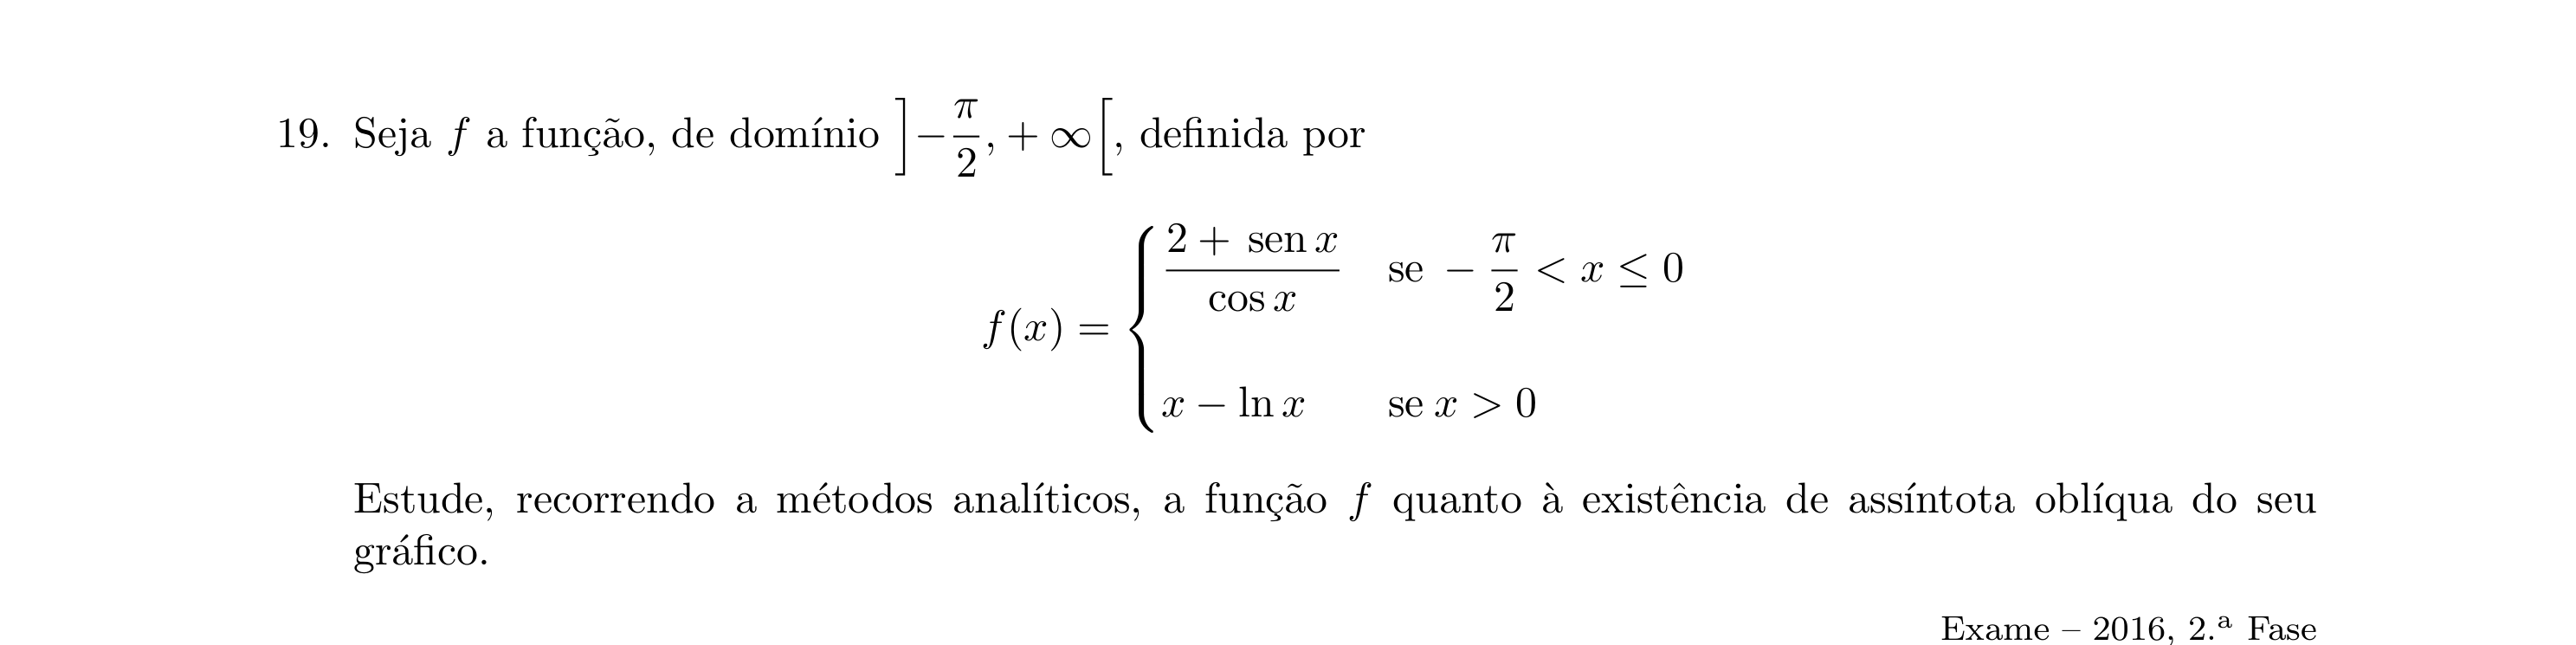 19. Seja f a função, de domínio ]−π/2, +∞[, definida por
f(x) = { (2 + sen x)/(cos x) se −π/2 < x ≤ 0
x − ln x se x > 0
Estude, recorrendo a métodos analíticos, a função f quanto à existência de assíntota oblíqua do seu
gráfico.
Exame – 2016, 2.ª Fase